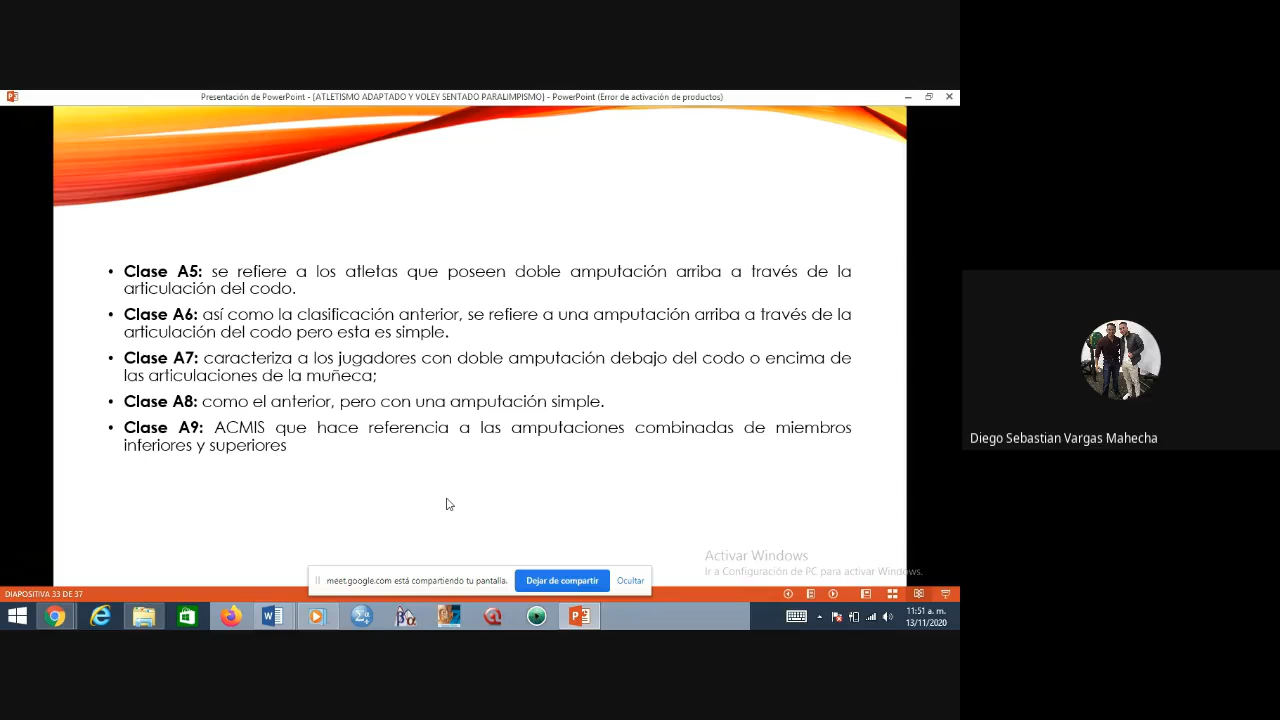 Presentación de PowerPoint - [ATLETISMO ADAPTADO Y VOLEY SENTADO PARALIMPISMO] - PowerPoint (Error de activación de productos)
• Clase A5: se refiere a los atletas que poseen doble amputación arriba a través de la
articulación del codo.
• Clase A6: así como la clasificación anterior, se refiere a una amputación arriba a través de la
articulación del codo pero esta es simple.
• Clase A7: caracteriza a los jugadores con doble amputación debajo del codo o encima de
las articulaciones de la muñeca;
• Clase A8: como el anterior, pero con una amputación simple.
• Clase A9: ACMIS que hace referencia a las amputaciones combinadas de miembros
inferiores y superiores
Diego Sebastian Vargas Mahecha
Activar Windows
Ir a Configuración de PC para activar Windows.
meet.google.com está compartiendo tu pantalla.
Dejar de compartir
Ocultar
DIAPOSITIVA 33 DE 37
11:51 a. m.
13/11/2020